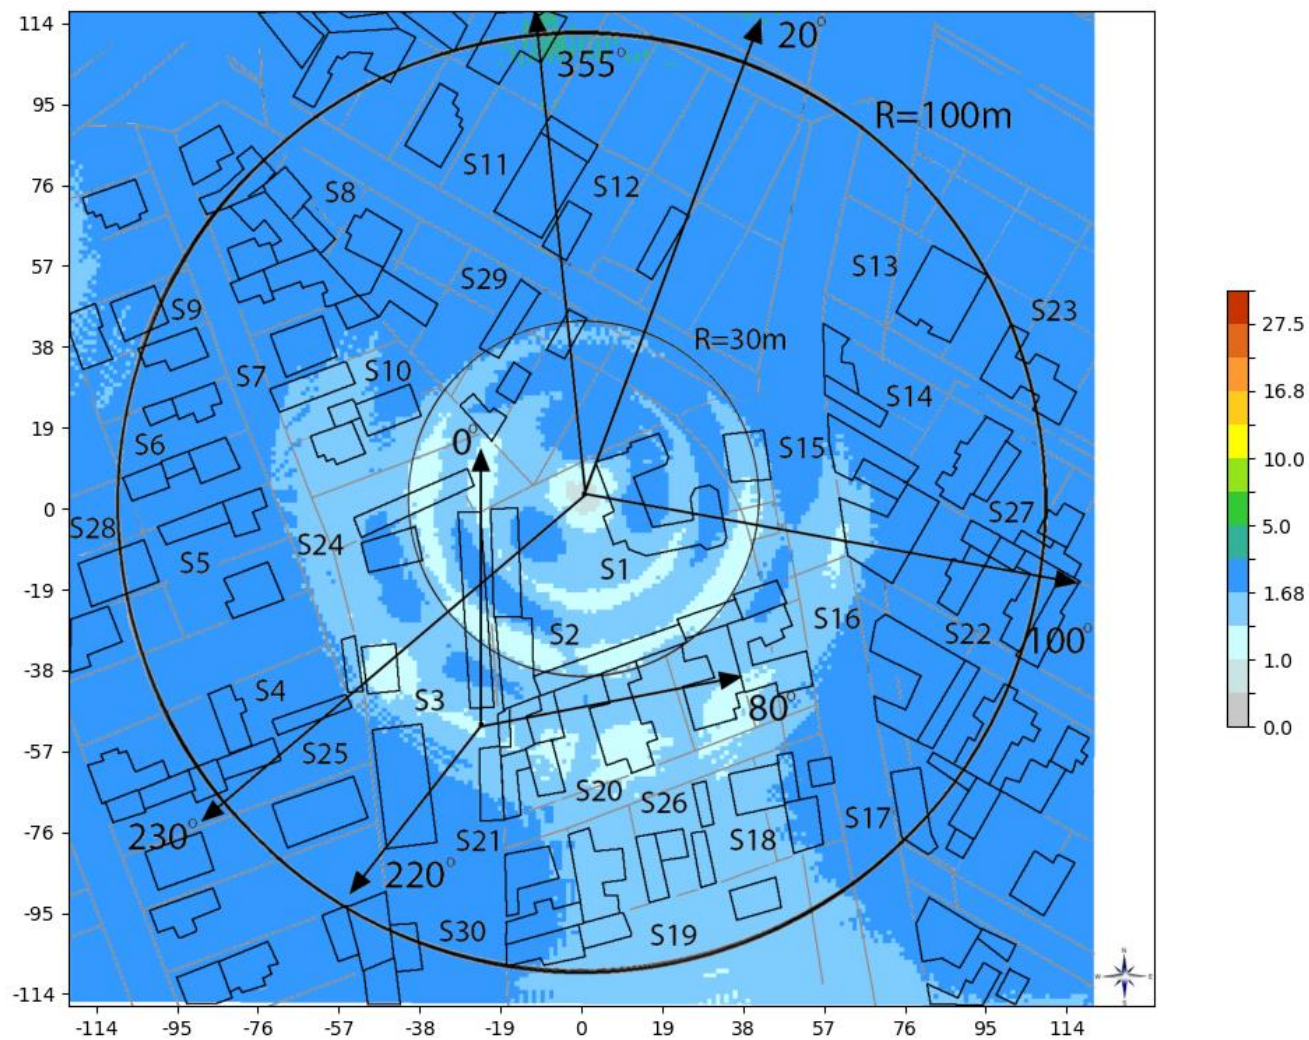 114
20°
355°
R=100m
95
S11
76
S12
S8
57
S13
S29
S23
S9
27.5
38
R=30m
S10
S7
16.8
S14
19
S6
0°
S15
10.0
0
S27
S28
S24
5.0
S5
S1
-19
1.68
S16
S2
S22
100°
-38
1.0
S4
S3
80°
0.0
-57
S25
S20
S26
-76
230°
S17
S21
S18
220°
-95
S30
S19
N
W
E
-114
-114 -95 -76 -57 -38 -19 0 19 38 57 76 95 114